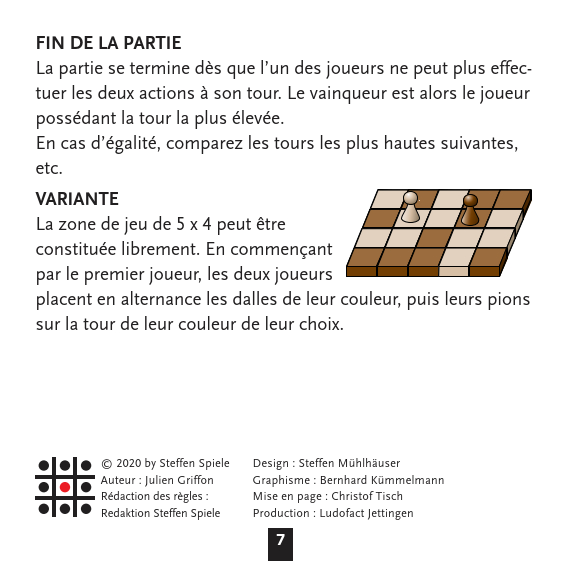 FIN DE LA PARTIE
La partie se termine dès que l’un des joueurs ne peut plus effec-
tuer les deux actions à son tour. Le vainqueur est alors le joueur
possédant la tour la plus élevée.
En cas d’égalité, comparez les tours les plus hautes suivantes,
etc.
VARIANTE
La zone de jeu de 5 x 4 peut être
constituée librement. En commençant
par le premier joueur, les deux joueurs
placent en alternance les dalles de leur couleur, puis leurs pions
sur la tour de leur couleur de leur choix.
© 2020 by Steffen Spiele
Auteur : Julien Griffon
Rédaction des règles :
Redaktion Steffen Spiele
Design : Steffen Mühlhäuser
Graphisme : Bernhard Kümmelmann
Mise en page : Christof Tisch
Production : Ludofact Jettingen
7